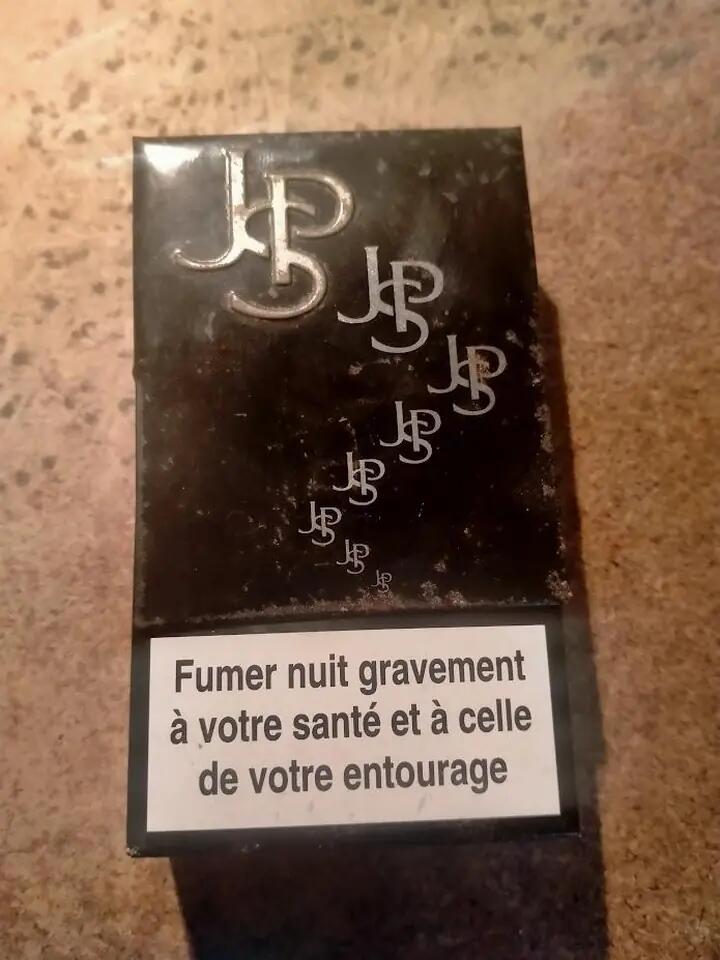 JPS
JPS
JPS
JPS
JPS
JPS
JPS
JPS
Fumer nuit gravement
à votre santé et à celle
de votre entourage